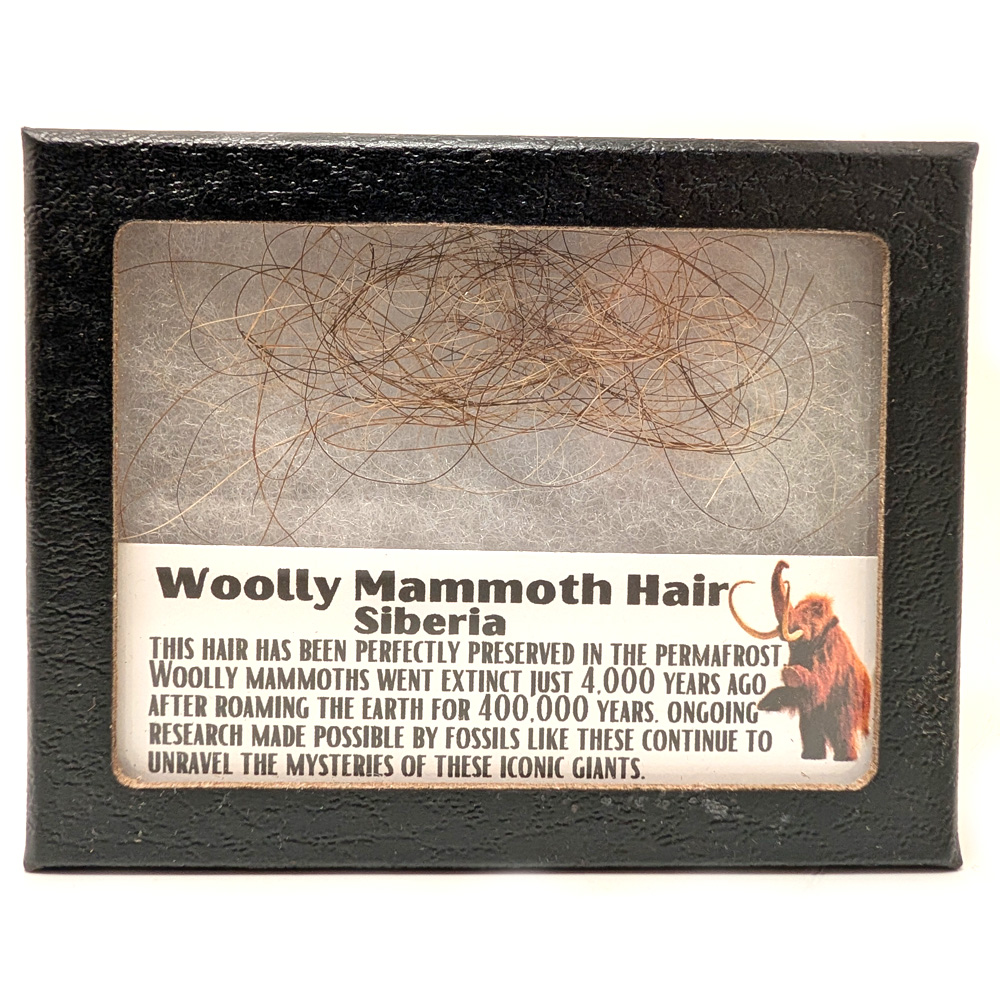 Woolly Mammoth Hair
Siberia
THIS HAIR HAS BEEN PERFECTLY PRESERVED IN THE PERMAFROST
WOOLLY MAMMOTHS WENT EXTINCT JUST 4,000 YEARS AGO
AFTER ROAMING THE EARTH FOR 400,000 YEARS. ONGOING
RESEARCH MADE POSSIBLE BY FOSSILS LIKE THESE CONTINUE TO
UNRAVEL THE MYSTERIES OF THESE ICONIC GIANTS.